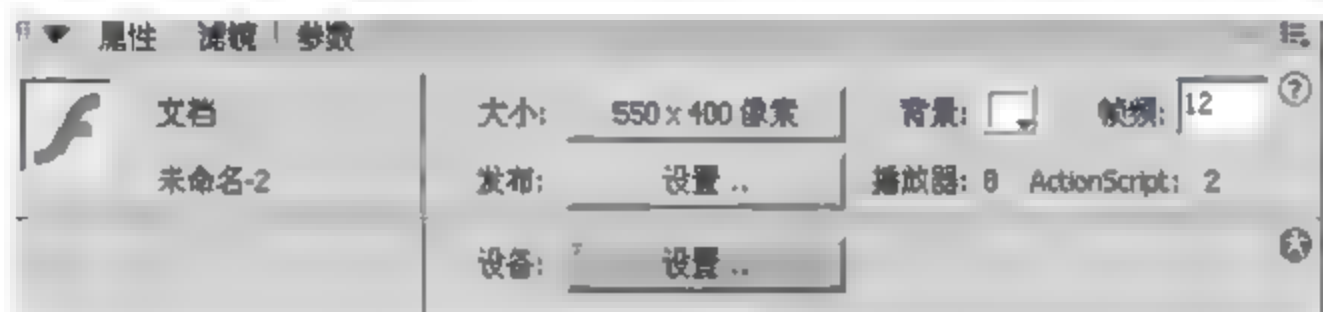 属性 滤镜 参数
文档 大小: 550 x 400 像素 背景: 帧频: 12
未命名-2 发布: 设置... 播放器: 8 ActionScript: 2
设备: 设置...